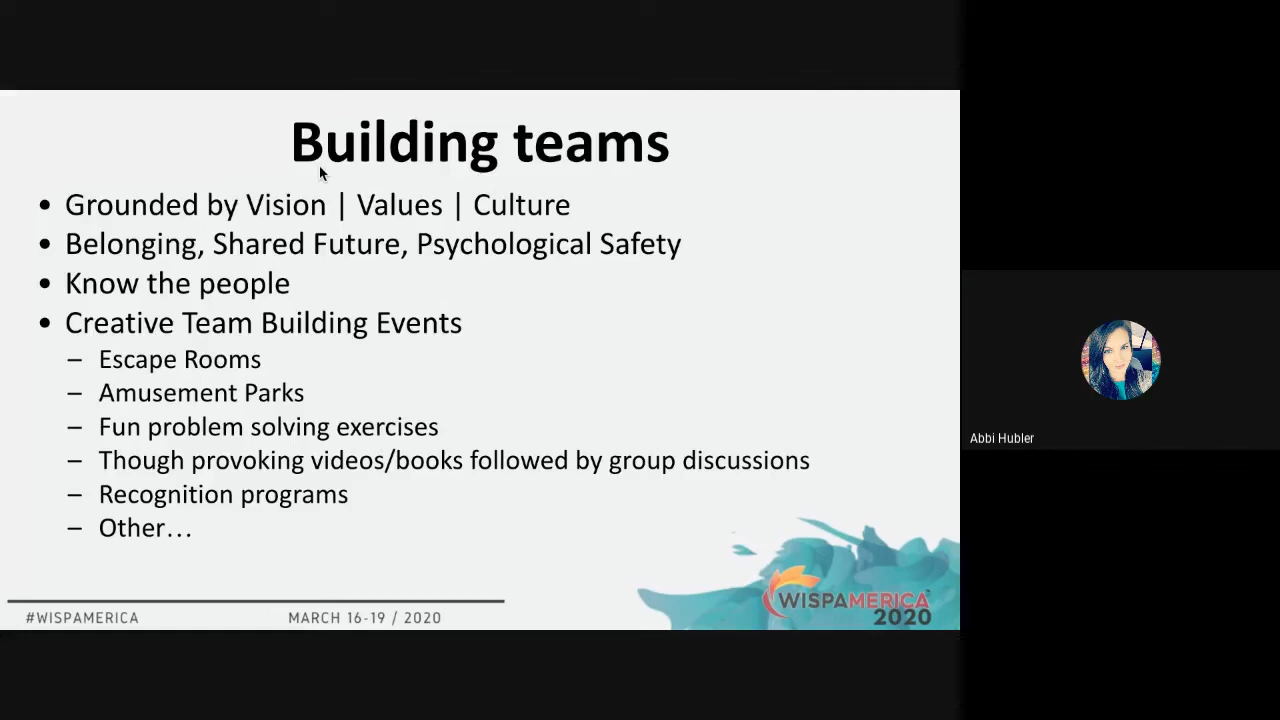 Building teams
• Grounded by Vision | Values | Culture
• Belonging, Shared Future, Psychological Safety
• Know the people
• Creative Team Building Events
– Escape Rooms
– Amusement Parks
– Fun problem solving exercises
– Though provoking videos/books followed by group discussions
– Recognition programs
– Other…
#WISPAMERICA MARCH 16-19 / 2020
WISPAMERICA
2020
Abbi Hubler